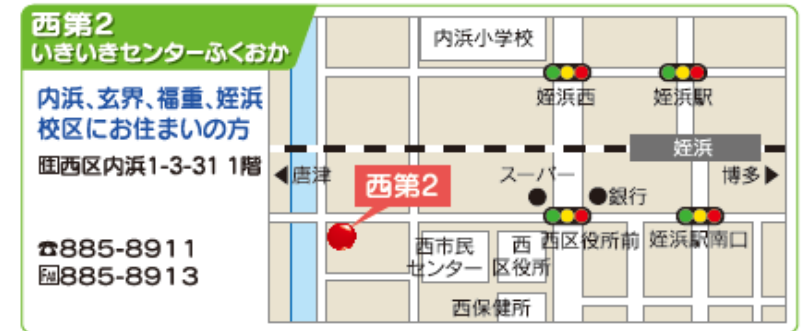 西第2
いきいきセンターふくおか
内浜、玄界、福重、姪浜
校区にお住まいの方
住西区内浜1-3-31 1階
☎885-8911
FAX885-8913
内浜小学校
姪浜西
姪浜駅
姪浜
◀唐津
博多▶
西第2
スーパー
銀行
西区役所前
姪浜駅南口
西市民
センター
西
区役所
西保健所